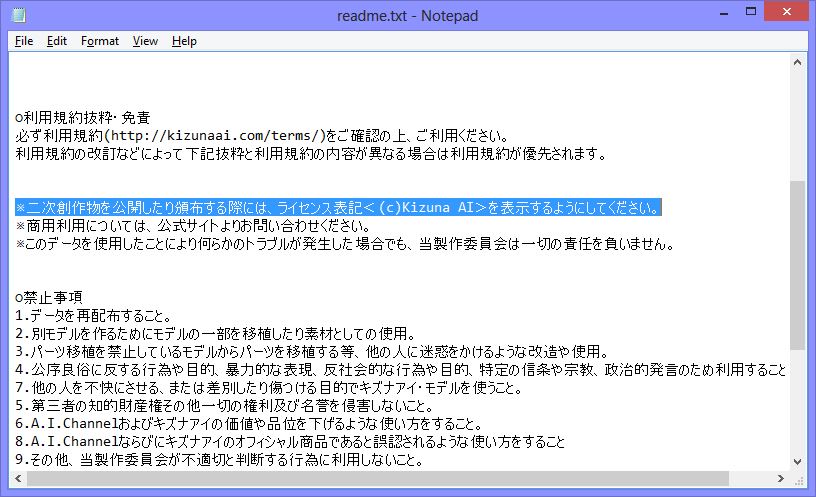 readme.txt - Notepad
File Edit Format View Help
○利用規約抜粋・免責
必ず利用規約(http://kizunaai.com/terms/)をご確認の上、ご利用ください。
利用規約の改訂などによって下記抜粋と利用規約の内容が異なる場合は利用規約が優先されます。
※二次創作物を公開したり頒布する際には、ライセンス表記＜(c)Kizuna AI＞を表示するようにしてください。
※商用利用については、公式サイトよりお問い合わせください。
※このデータを使用したことにより何らかのトラブルが発生した場合でも、当製作委員会は一切の責任を負いません。
○禁止事項
1.データを再配布すること。
2.別モデルを作るためにモデルの一部を移植したり素材としての使用。
3.パーツ移植を禁止しているモデルからパーツを移植する等、他の人に迷惑をかけるような改造や使用。
4.公序良俗に反する行為や目的、暴力的な表現、反社会的な行為や目的、特定の信条や宗教、政治的発言のため利用すること
7.他の人を不快にさせる、または差別したり傷つける目的でキズナアイ・モデルを使うこと。
5.第三者の知的財産権その他一切の権利及び名誉を侵害しないこと。
6.A.I.Channelおよびキズナアイの価値や品位を下げるような使い方をすること。
8.A.I.Channelならびにキズナアイのオフィシャル商品であると誤認されるような使い方をすること
9.その他、当製作委員会が不適切と判断する行為に利用しないこと。